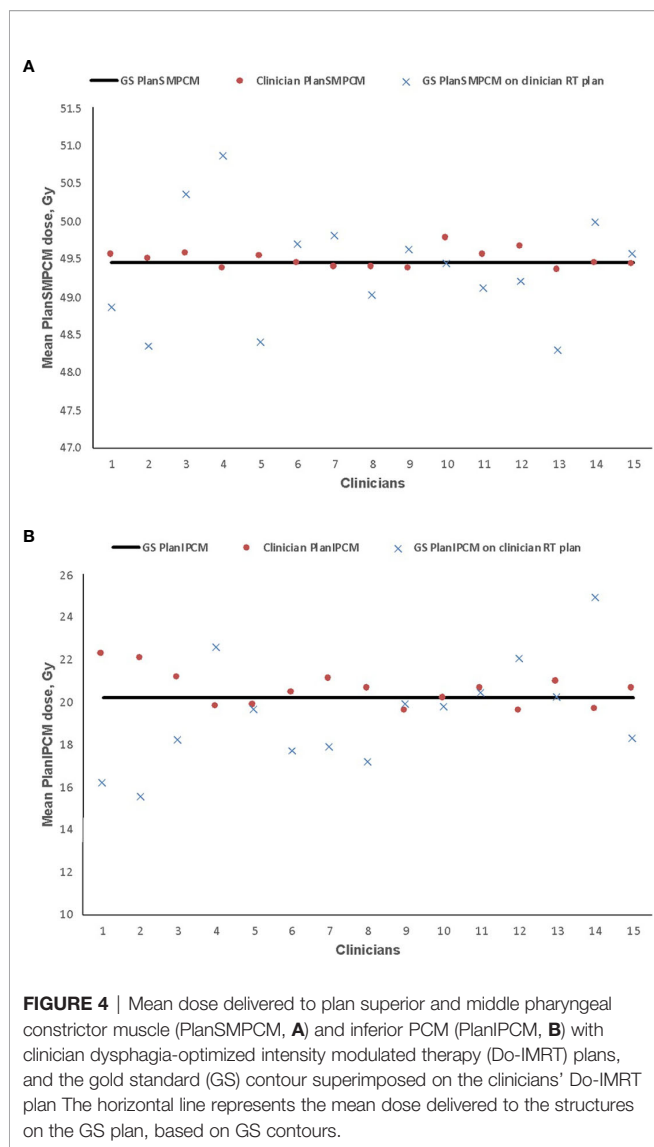 A
GS PlanSMPCM Clinician PlanSMPCM GS PlanSMPCM on clinician RT plan
51.5
51.0
50.5
50.0
49.5
49.0
48.5
48.0
47.5
47.0
Mean PlanSMPCM dose, Gy
1 2 3 4 5 6 7 8 9 10 11 12 13 14 15
Clinicians
B
GS PlanIPCM Clinician PlanIPCM GS PlanIPCM on clinician RT plan
26
24
22
20
18
16
14
12
10
Mean PlanIPCM dose, Gy
1 2 3 4 5 6 7 8 9 10 11 12 13 14 15
Clinicians
FIGURE 4 | Mean dose delivered to plan superior and middle pharyngeal
constrictor muscle (PlanSMPCM, A) and inferior PCM (PlanIPCM, B) with
clinician dysphagia-optimized intensity modulated therapy (Do-IMRT) plans,
and the gold standard (GS) contour superimposed on the clinicians' Do-IMRT
plan The horizontal line represents the mean dose delivered to the structures
on the GS plan, based on GS contours.